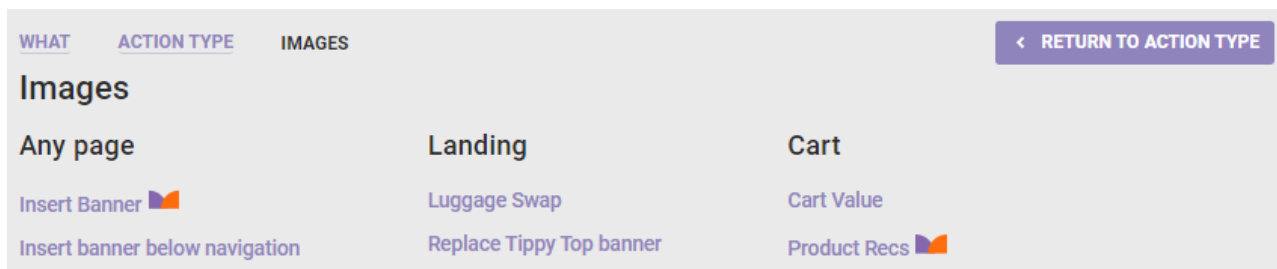 WHAT ACTION TYPE IMAGES < RETURN TO ACTION TYPE
Images
Any page Landing Cart
Insert Banner Luggage Swap Cart Value
Insert banner below navigation Replace Tippy Top banner Product Recs